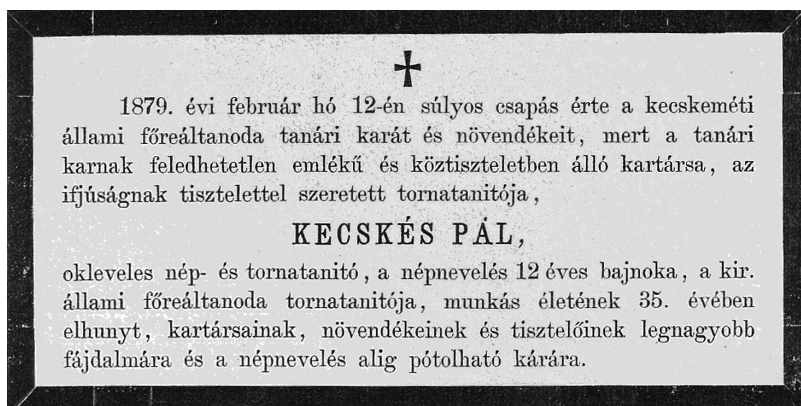 1879. évi február hó 12-én súlyos csapás érte a kecskeméti
állami főreáltanoda tanári karát és növendékeit, mert a tanári
karnak feledhetetlen emlékű és köztiszteletben álló kartársa, az
ifjúságnak tisztelettel szeretett tornatanitója,
KECSKÉS PÁL,
okleveles nép- és tornatanitó, a népnevelés 12 éves bajnoka, a kir.
állami főreáltanoda tornatanitója, munkás életének 35. évében
elhunyt, kartársainak, növendékeinek és tisztelőinek legnagyobb
fájdalmára és a népnevelés alig pótolható kárára.